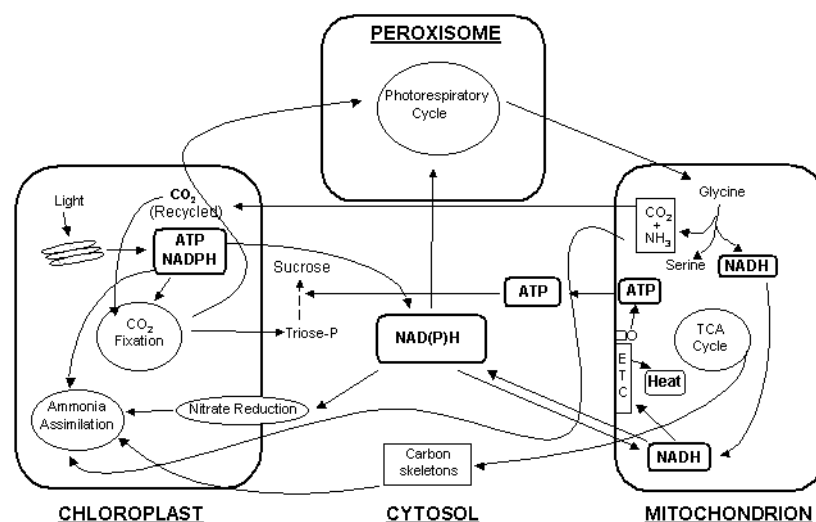 PEROXISOME
Photorespiratory
Cycle
Light
CO2
(Recycled)
ATP
NADPH
CO2
Fixation
Ammonia
Assimilation
Nitrate Reduction
Sucrose
Triose-P
NAD(P)H
ATP
Carbon
skeletons
Glycine
CO2
+
NH3
Serine
NADH
ATP
TCA
Cycle
E
T
C
Heat
NADH
CHLOROPLAST
CYTOSOL
MITOCHONDRION